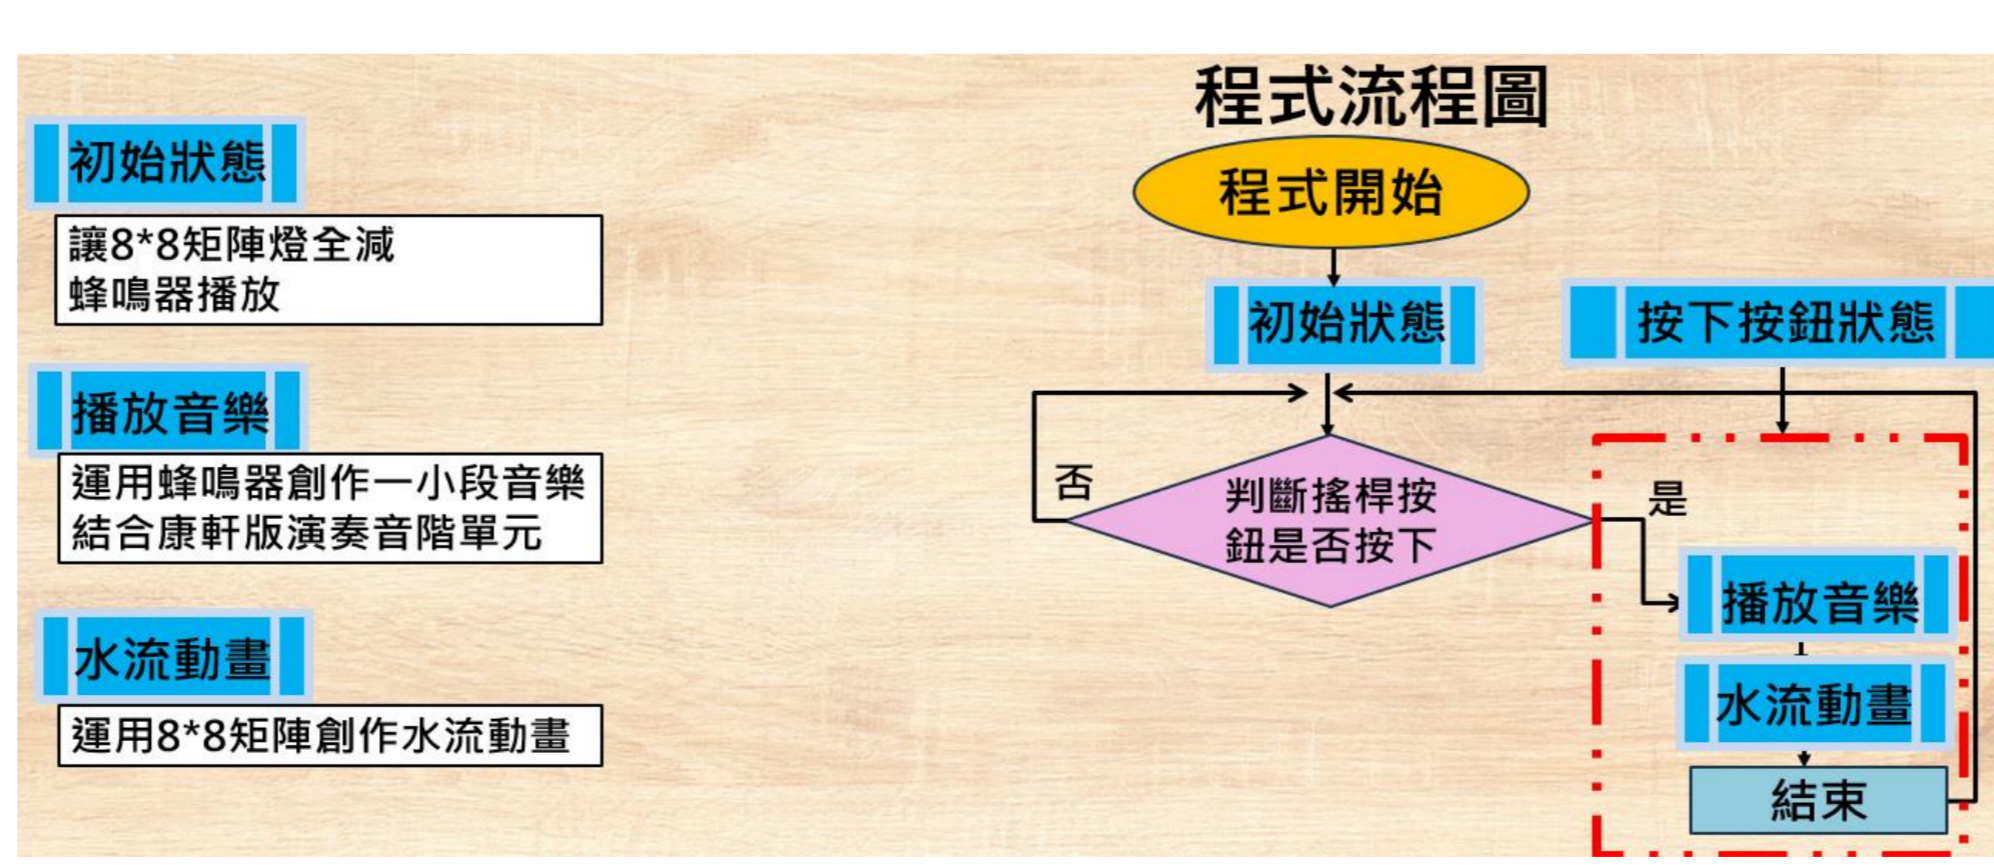 初始狀態
讓8*8矩陣燈全減
蜂鳴器播放
播放音樂
運用蜂鳴器創作一小段音樂
結合康軒版演奏音階單元
水流動畫
運用8*8矩陣創作水流動畫
程式流程圖
程式開始
初始狀態
按下按鈕狀態
否
判斷搖桿按
鈕是否按下
是
播放音樂
水流動畫
結束